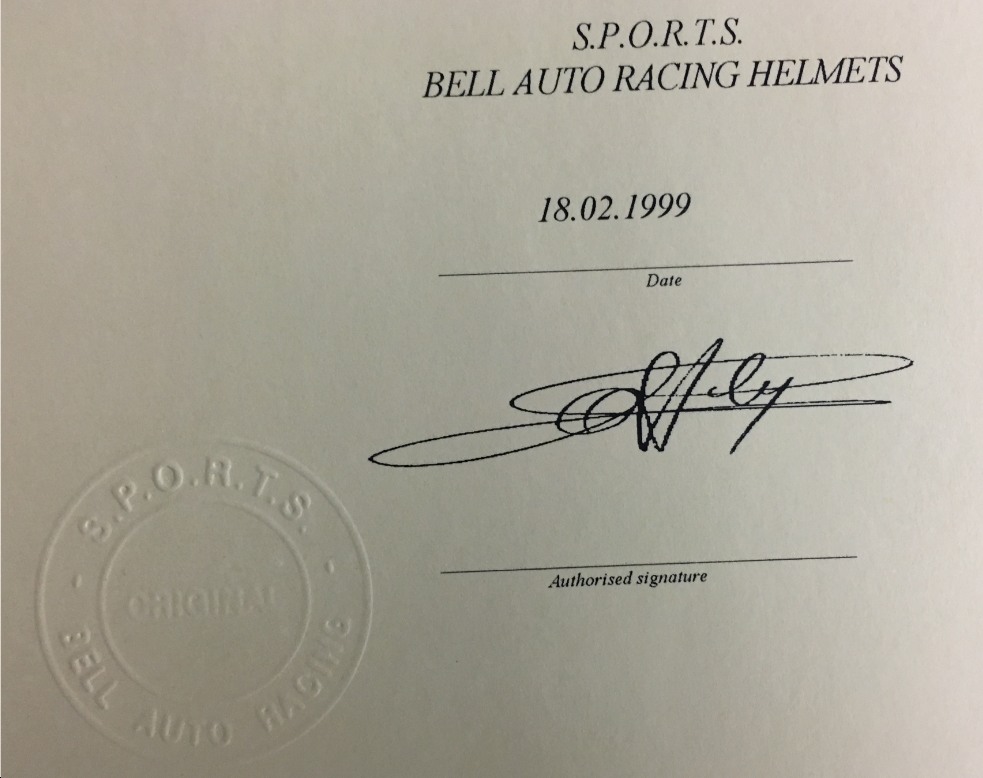 S.P.O.R.T.S.
BELL AUTO RACING HELMETS
18.02.1999
Date
Authorised signature
S.P.O.R.T.S.
ORIGINAL
BELL AUTO RACING